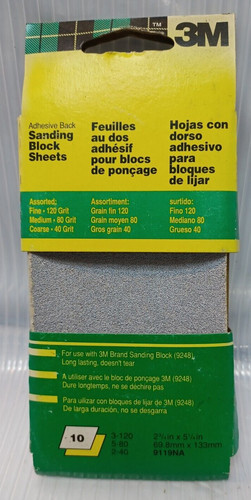 3M
™
Adhesive Back
Sanding
Block
Sheets
Feuilles
au dos
adhésif
pour blocs
de ponçage
Hojas con
dorso
adhesivo
para
bloques
de lijar
Assorted:
Fine - 120 Grit
Medium - 80 Grit
Coarse - 40 Grit
Assortiment:
Grain fin 120
Grain moyen 80
Gros grain 40
surtido:
Fino 120
Mediano 80
Grueso 40
For use with 3M Brand Sanding Block (9248)
Long lasting, doesn't tear
A utiliser avec le bloc de ponçage 3M (9248)
Dure longtemps, ne se déchire pas
Para utilizar con bloques de lijar de 3M (9248)
De larga duración; no se desgarra
10
3-120
5-80
2-40
69.8mm x 133mm
9119NA